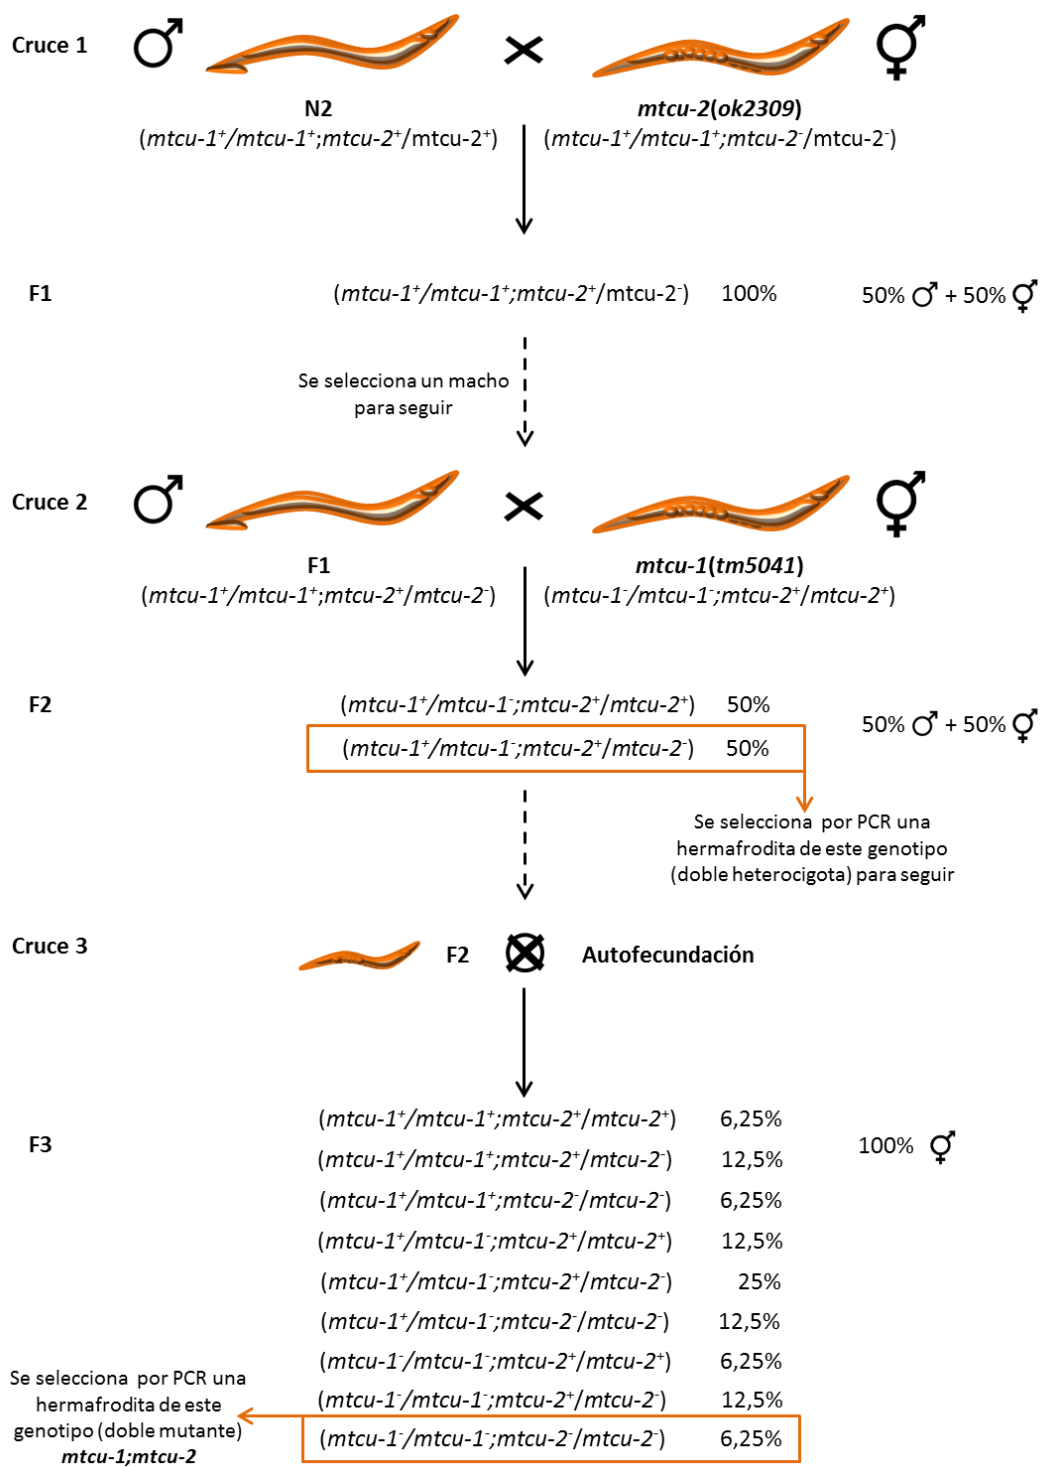 Cruce 1
N2
mtcu-2(ok2309)
(mtcu-1⁺/mtcu-1⁺;mtcu-2⁺/mtcu-2⁺)
(mtcu-1⁺/mtcu-1⁺;mtcu-2⁻/mtcu-2⁻)
F1
(mtcu-1⁺/mtcu-1⁺;mtcu-2⁺/mtcu-2⁻) 100%
50% ♂ + 50% ⚥
Se selecciona un macho
para seguir
Cruce 2
F1
mtcu-1(tm5041)
(mtcu-1⁺/mtcu-1⁺;mtcu-2⁺/mtcu-2⁻)
(mtcu-1⁻/mtcu-1⁻;mtcu-2⁺/mtcu-2⁺)
F2
(mtcu-1⁺/mtcu-1⁻;mtcu-2⁺/mtcu-2⁺) 50%
(mtcu-1⁺/mtcu-1⁻;mtcu-2⁺/mtcu-2⁻) 50%
50% ♂ + 50% ⚥
Se selecciona por PCR una
hermafrodita de este genotipo
(doble heterocigota) para seguir
Cruce 3
F2
Autofecundación
F3
(mtcu-1⁺/mtcu-1⁺;mtcu-2⁺/mtcu-2⁺) 6,25%
(mtcu-1⁺/mtcu-1⁺;mtcu-2⁺/mtcu-2⁻) 12,5%
(mtcu-1⁺/mtcu-1⁺;mtcu-2⁻/mtcu-2⁻) 6,25%
(mtcu-1⁺/mtcu-1⁻;mtcu-2⁺/mtcu-2⁺) 12,5%
(mtcu-1⁺/mtcu-1⁻;mtcu-2⁺/mtcu-2⁻) 25%
(mtcu-1⁺/mtcu-1⁻;mtcu-2⁻/mtcu-2⁻) 12,5%
(mtcu-1⁻/mtcu-1⁻;mtcu-2⁺/mtcu-2⁺) 6,25%
(mtcu-1⁻/mtcu-1⁻;mtcu-2⁺/mtcu-2⁻) 12,5%
(mtcu-1⁻/mtcu-1⁻;mtcu-2⁻/mtcu-2⁻) 6,25%
100% ⚥
Se selecciona por PCR una
hermafrodita de este
genotipo (doble mutante)
mtcu-1;mtcu-2